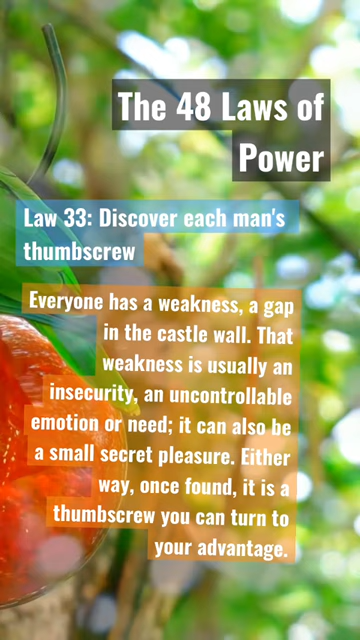 The 48 Laws of
Power
Law 33: Discover each man's
thumbscrew
Everyone has a weakness, a gap
in the castle wall. That
weakness is usually an
insecurity, an uncontrollable
emotion or need; it can also be
a small secret pleasure. Either
way, once found, it is a
thumbscrew you can turn to
your advantage.